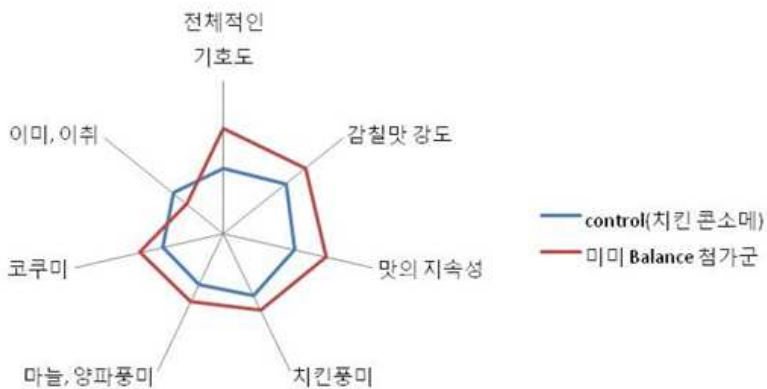 전체적인
기호도
이미, 이취
감칠맛 강도
control(치킨 콘소메)
미미 Balance 첨가군
코쿠미
맛의 지속성
마늘, 양파풍미
치킨풍미